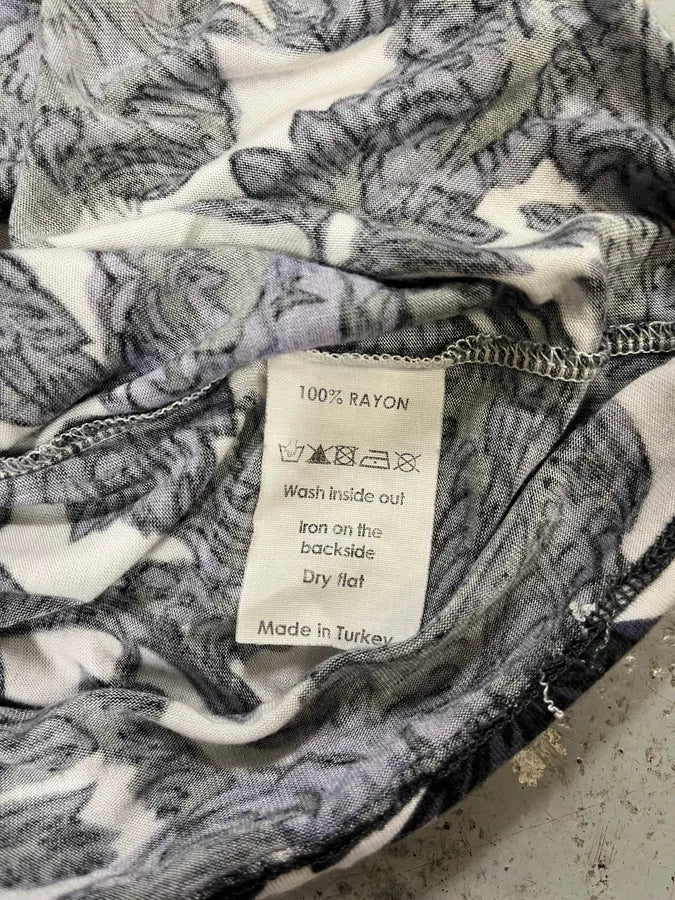 100% RAYON
Wash inside out
Iron on the
backside
Dry flat
Made in Turkey